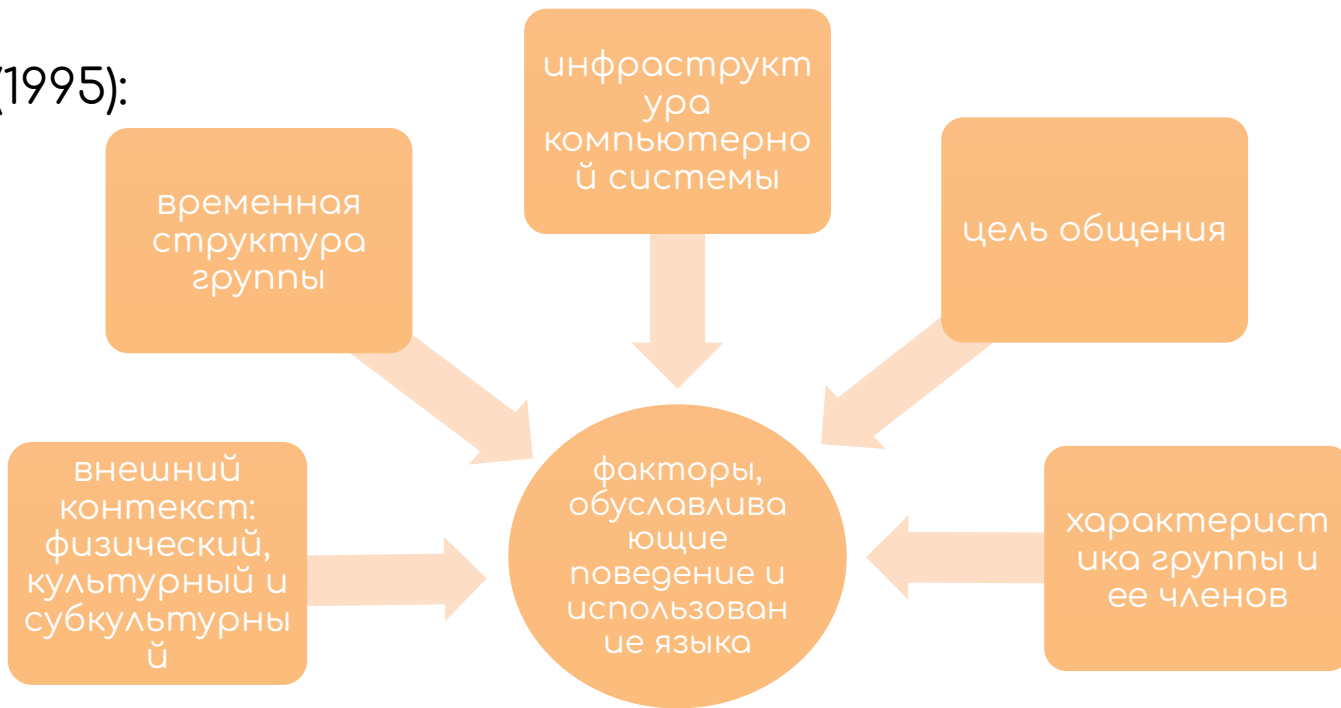 (1995):
инфраструкт
ура
компьютерно
й системы
временная
структура
группы
цель общения
внешний
контекст:
физический,
культурный и
субкультурны
й
факторы,
обуславлива
ющие
поведение и
использован
ие языка
характерист
ика группы и
ее членов